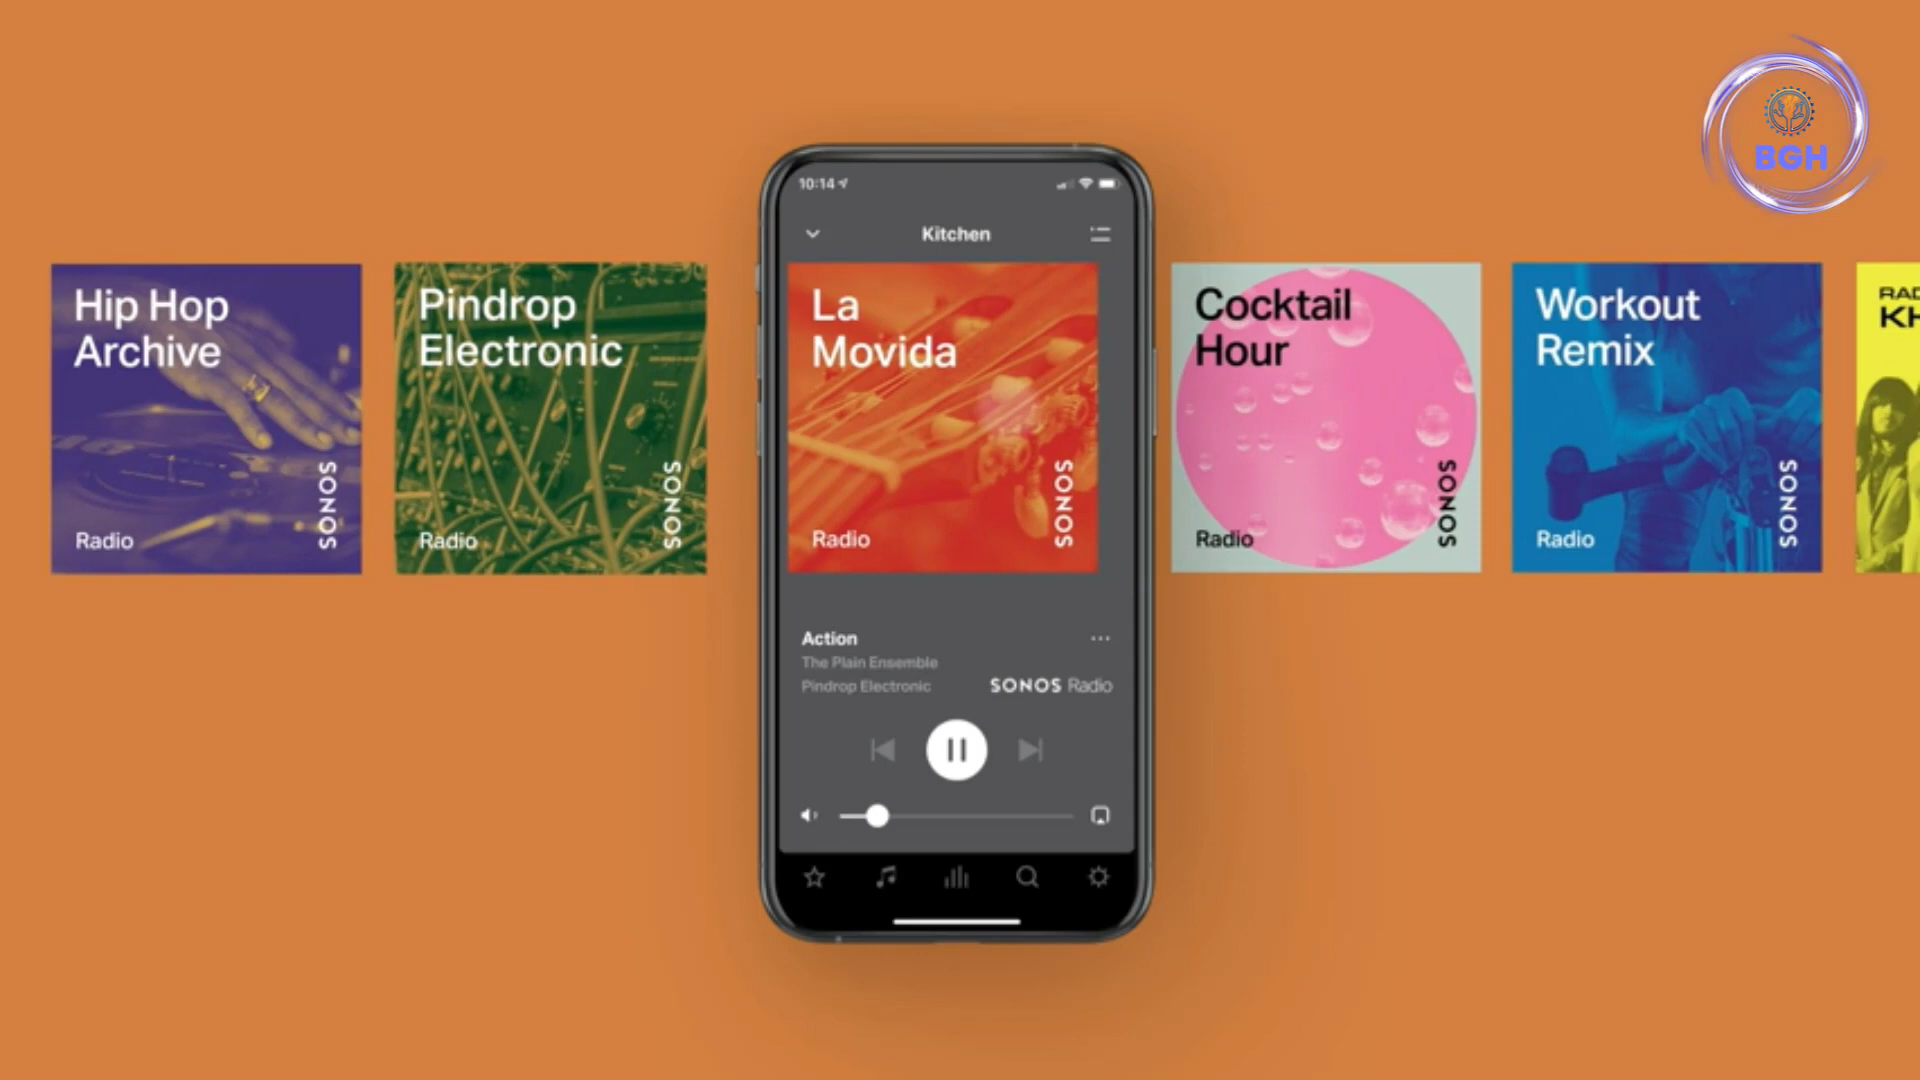 BGH
10:14
Kitchen
Hip Hop
Archive
Radio
SONOS
Pindrop
Electronic
Radio
SONOS
La
Movida
Radio
SONOS
Cocktail
Hour
Radio
SONOS
Workout
Remix
Radio
SONOS
Action
The Plain Ensemble
Pindrop Electronic
SONOS Radio